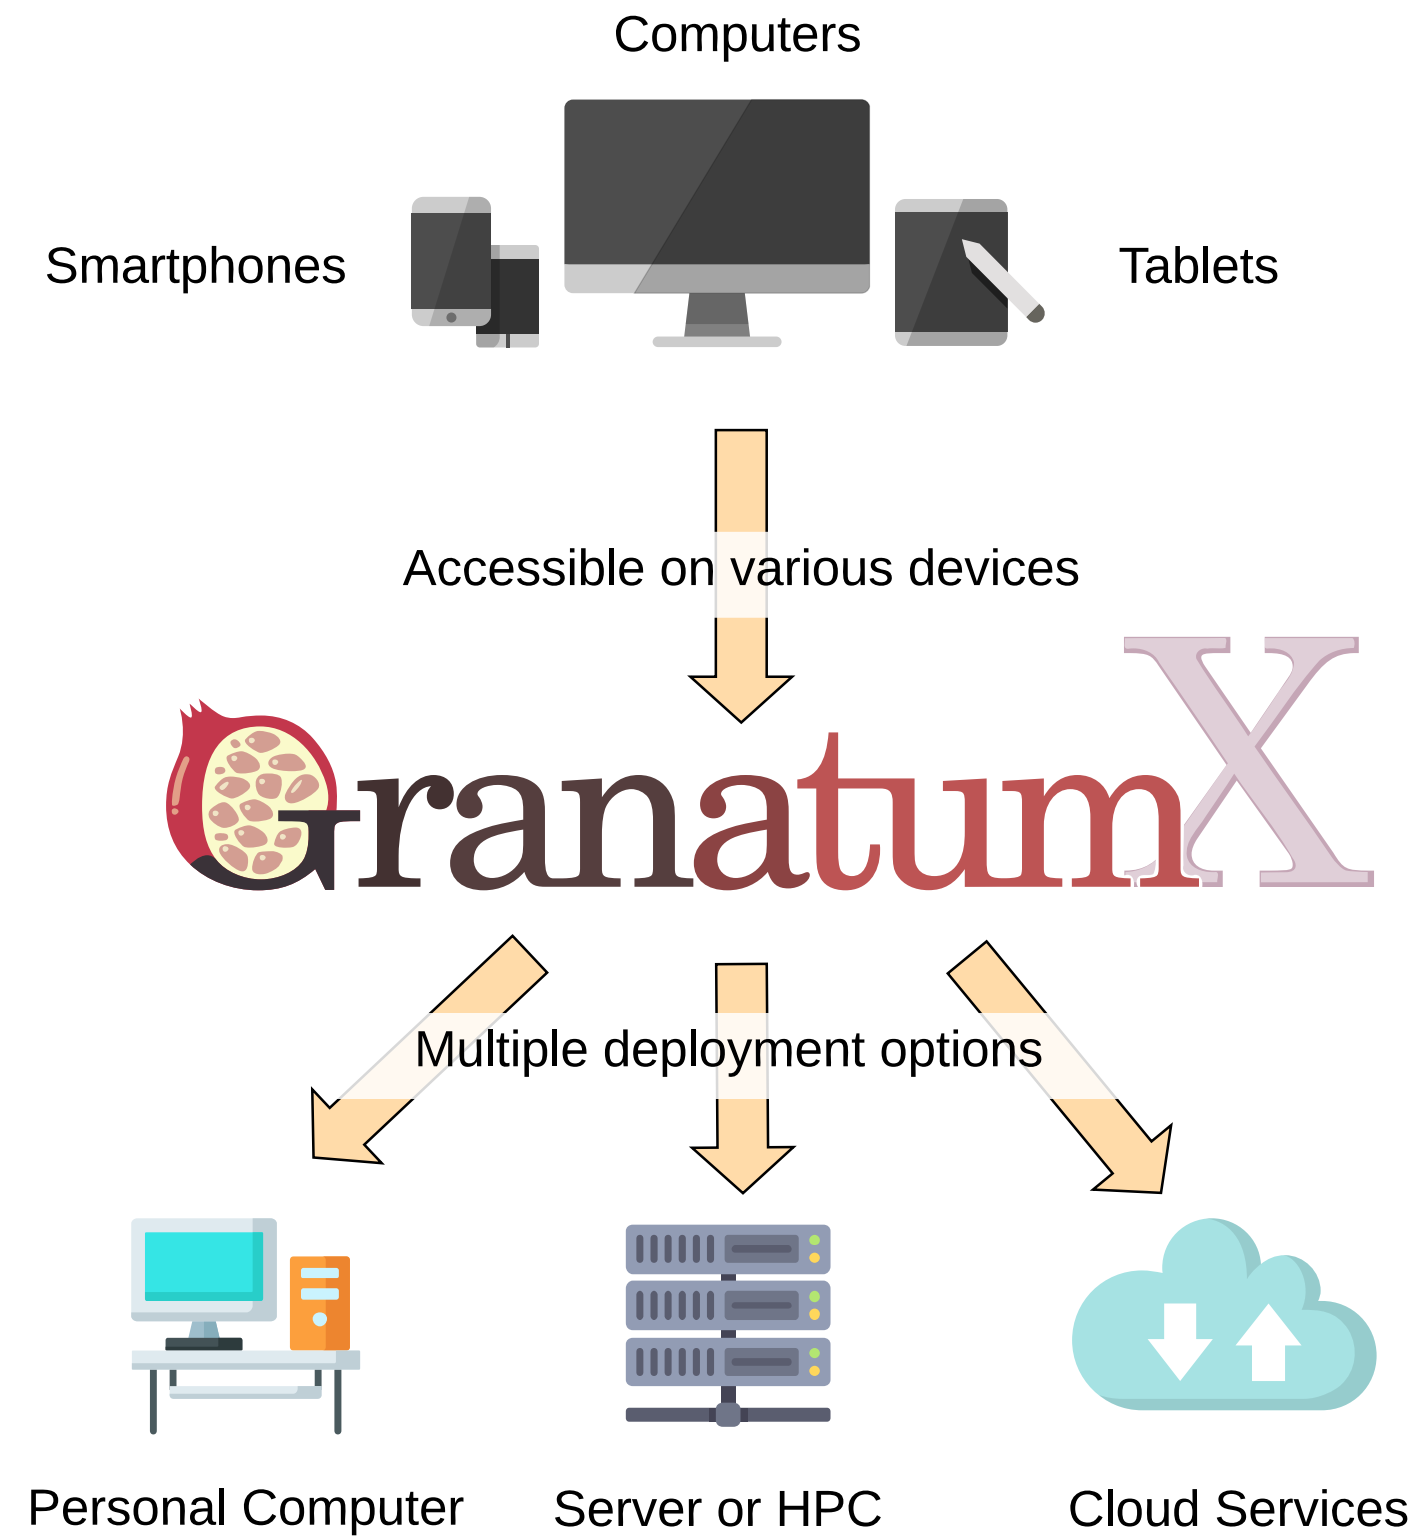 Computers
Smartphones
Tablets
Accessible on various devices
GranatumX
Multiple deployment options
Personal Computer
Server or HPC
Cloud Services